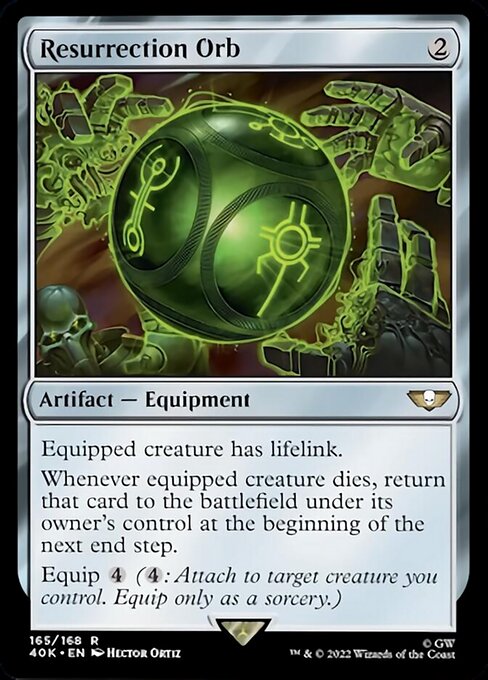 Resurrection Orb 2
Artifact — Equipment
Equipped creature has lifelink.
Whenever equipped creature dies, return
that card to the battlefield under its
owner's control at the beginning of the
next end step.
Equip 4 (4: Attach to target creature you
control. Equip only as a sorcery.)
165/168 R
40K • EN Hector Ortiz
© GW
™ & © 2022 Wizards of the Coast